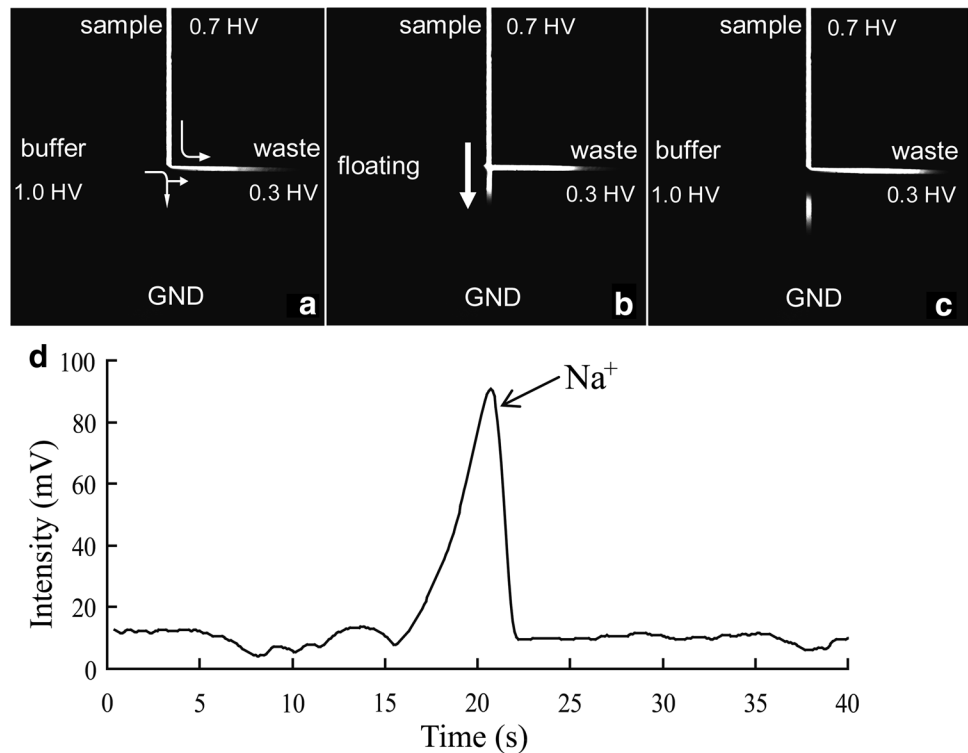 sample 0.7 HV
buffer
waste
1.0 HV
0.3 HV
GND
a
sample 0.7 HV
floating
waste
0.3 HV
GND
b
sample 0.7 HV
buffer
waste
1.0 HV
0.3 HV
GND
c
d
Intensity (mV)
100
80
60
40
20
0
Na⁺
0 5 10 15 20 25 30 35 40
Time (s)